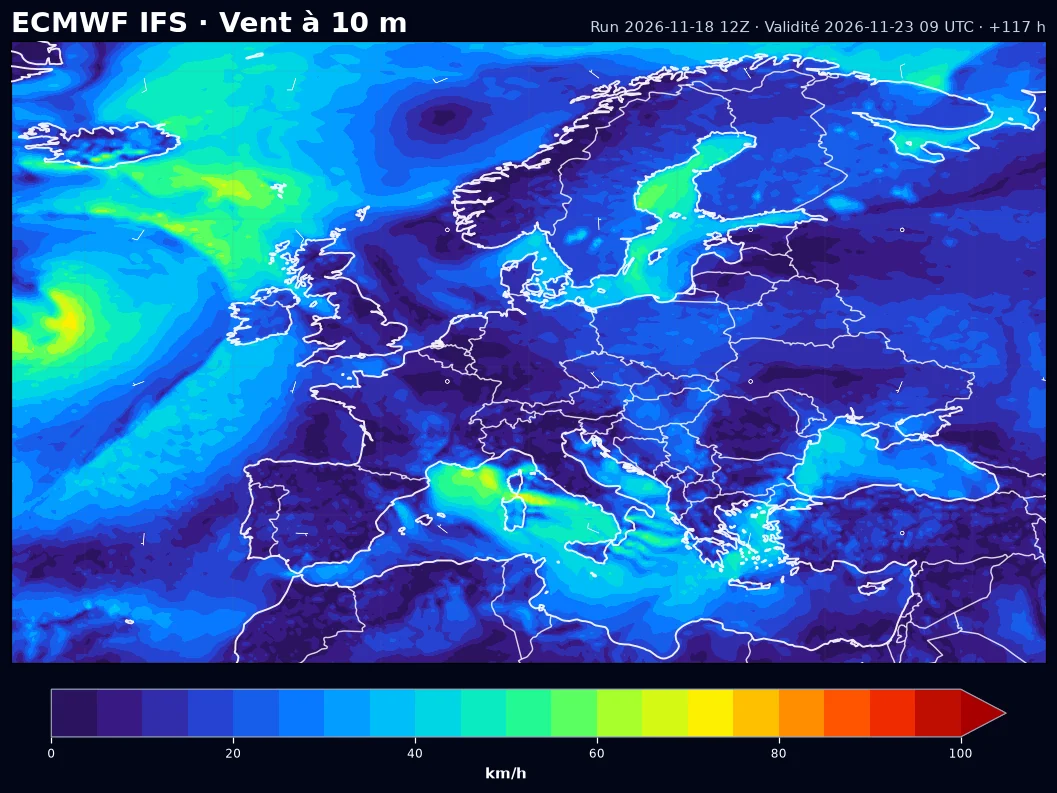 ECMWF IFS · Vent à 10 m
Run 2026-11-18 12Z · Validité 2026-11-23 09 UTC · +117 h
0 20 40 60 80 100
km/h